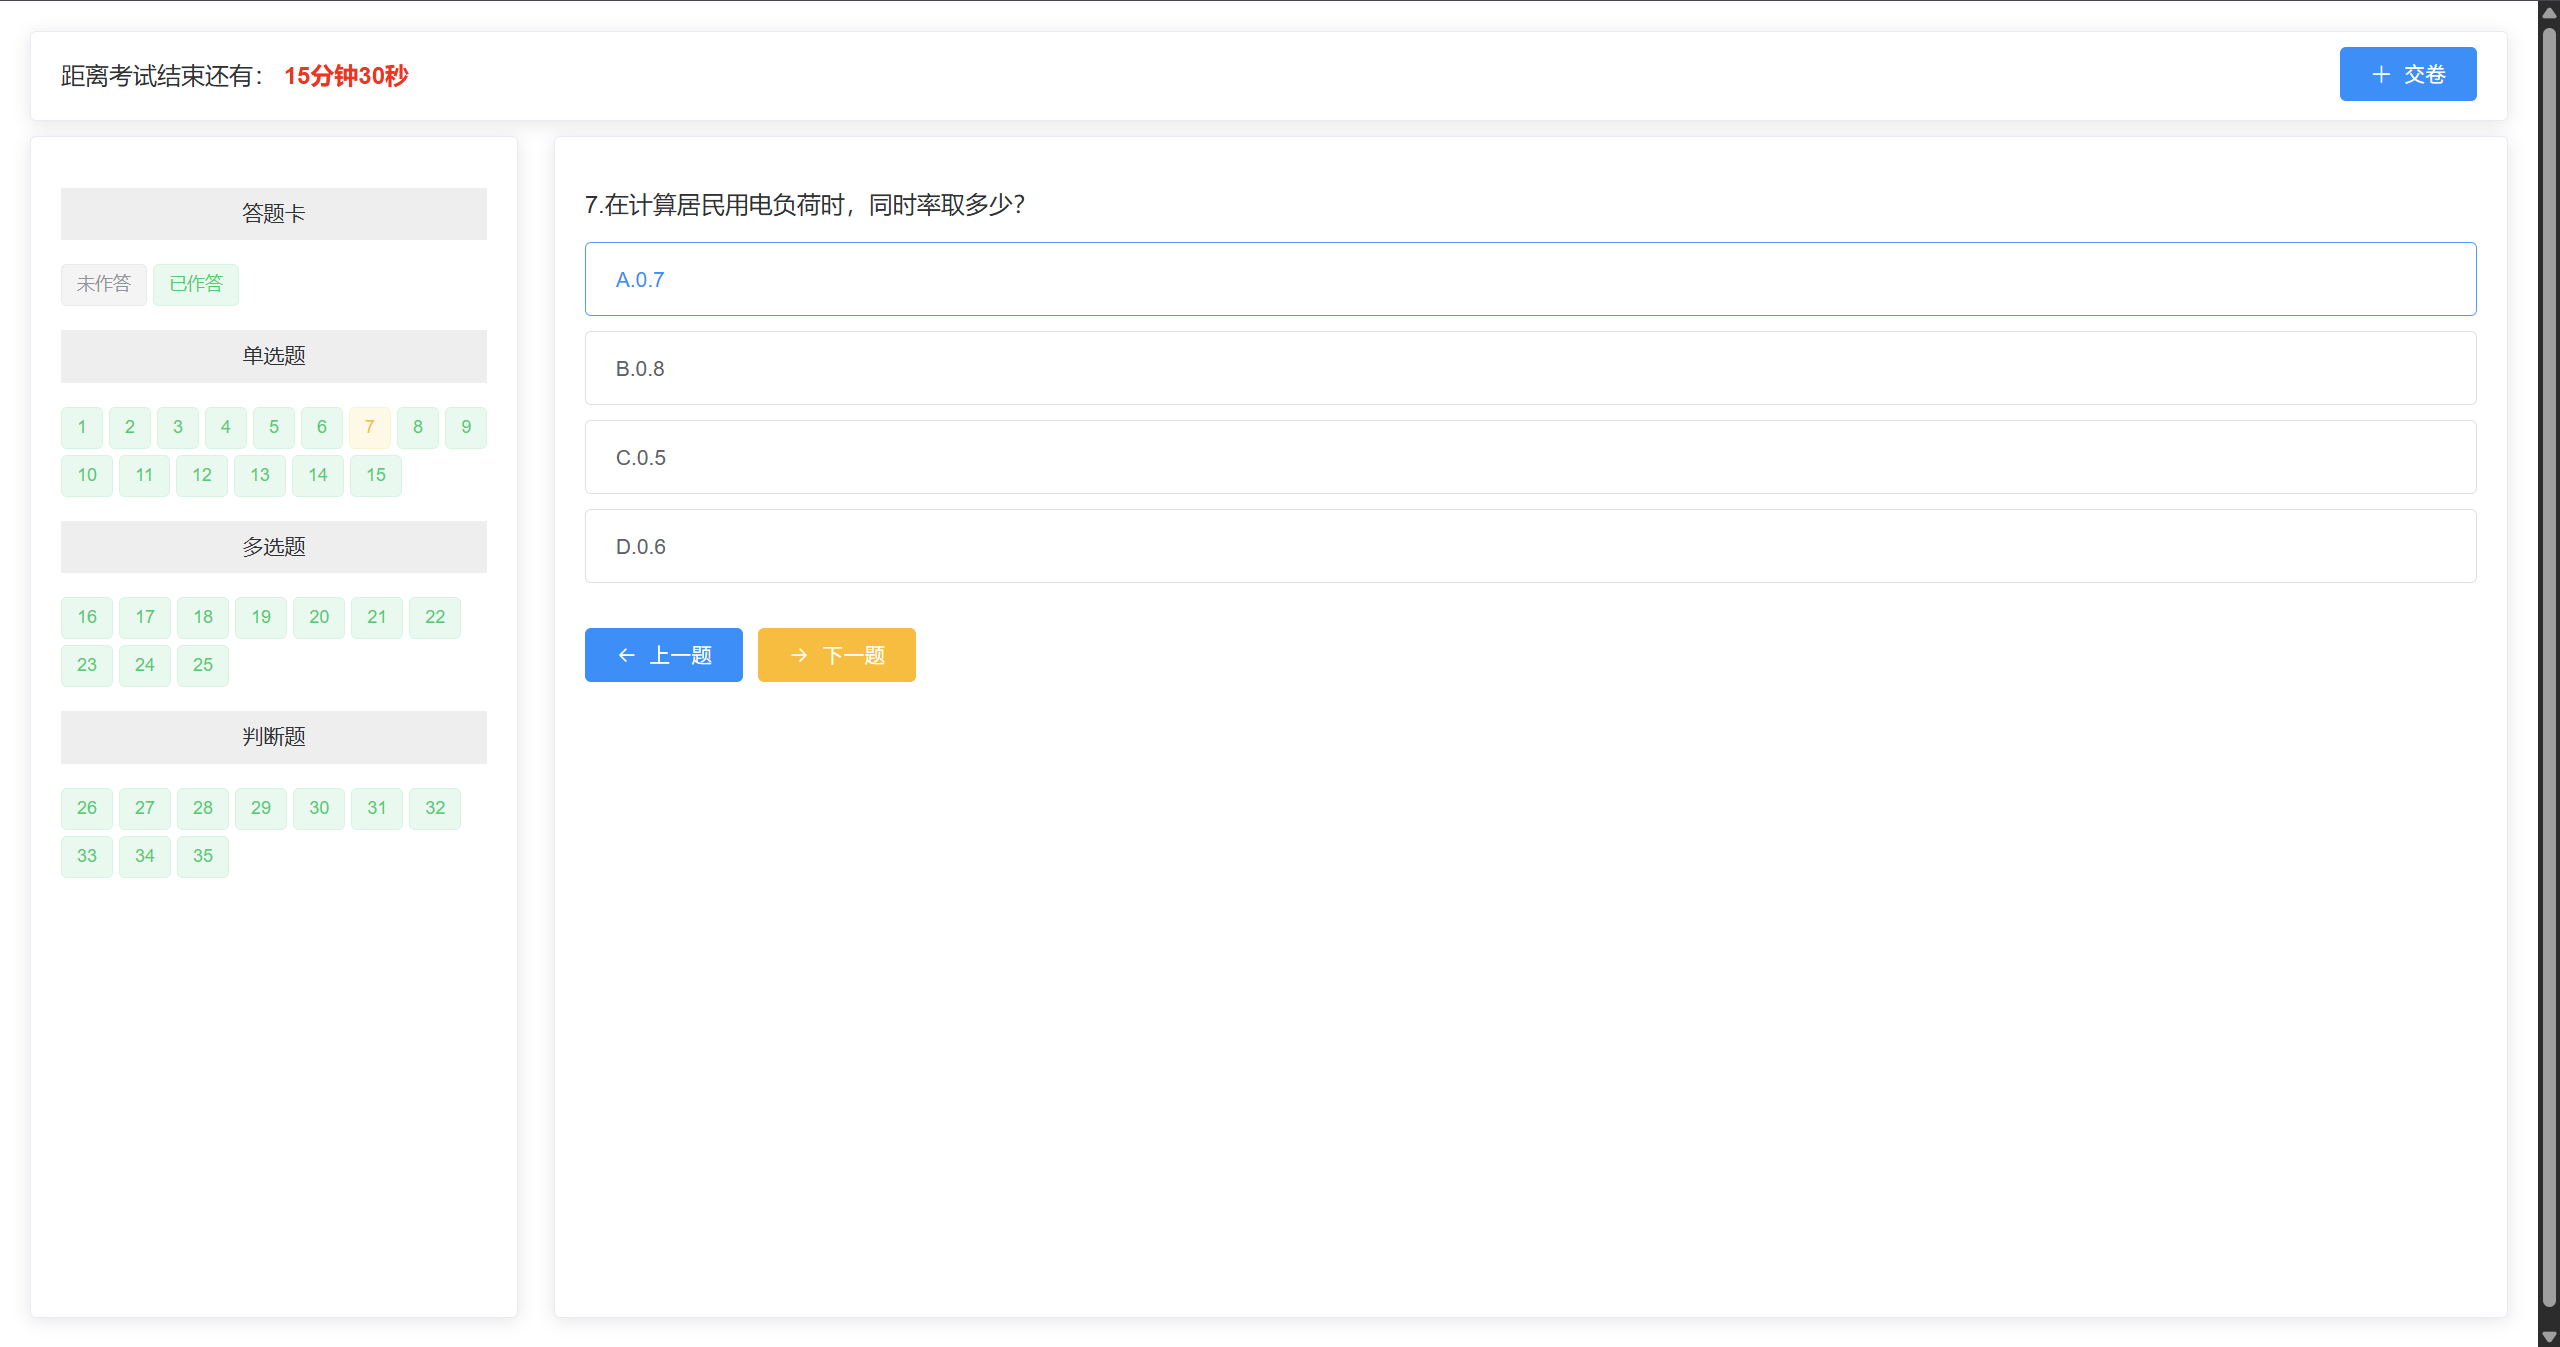 距离考试结束还有： 15分钟30秒
交卷
答题卡
未作答 已作答
单选题
1 2 3 4 5 6 7 8 9
10 11 12 13 14 15
多选题
16 17 18 19 20 21 22
23 24 25
判断题
26 27 28 29 30 31 32
33 34 35
7.在计算居民用电负荷时，同时率取多少？
A.0.7
B.0.8
C.0.5
D.0.6
上一题 下一题